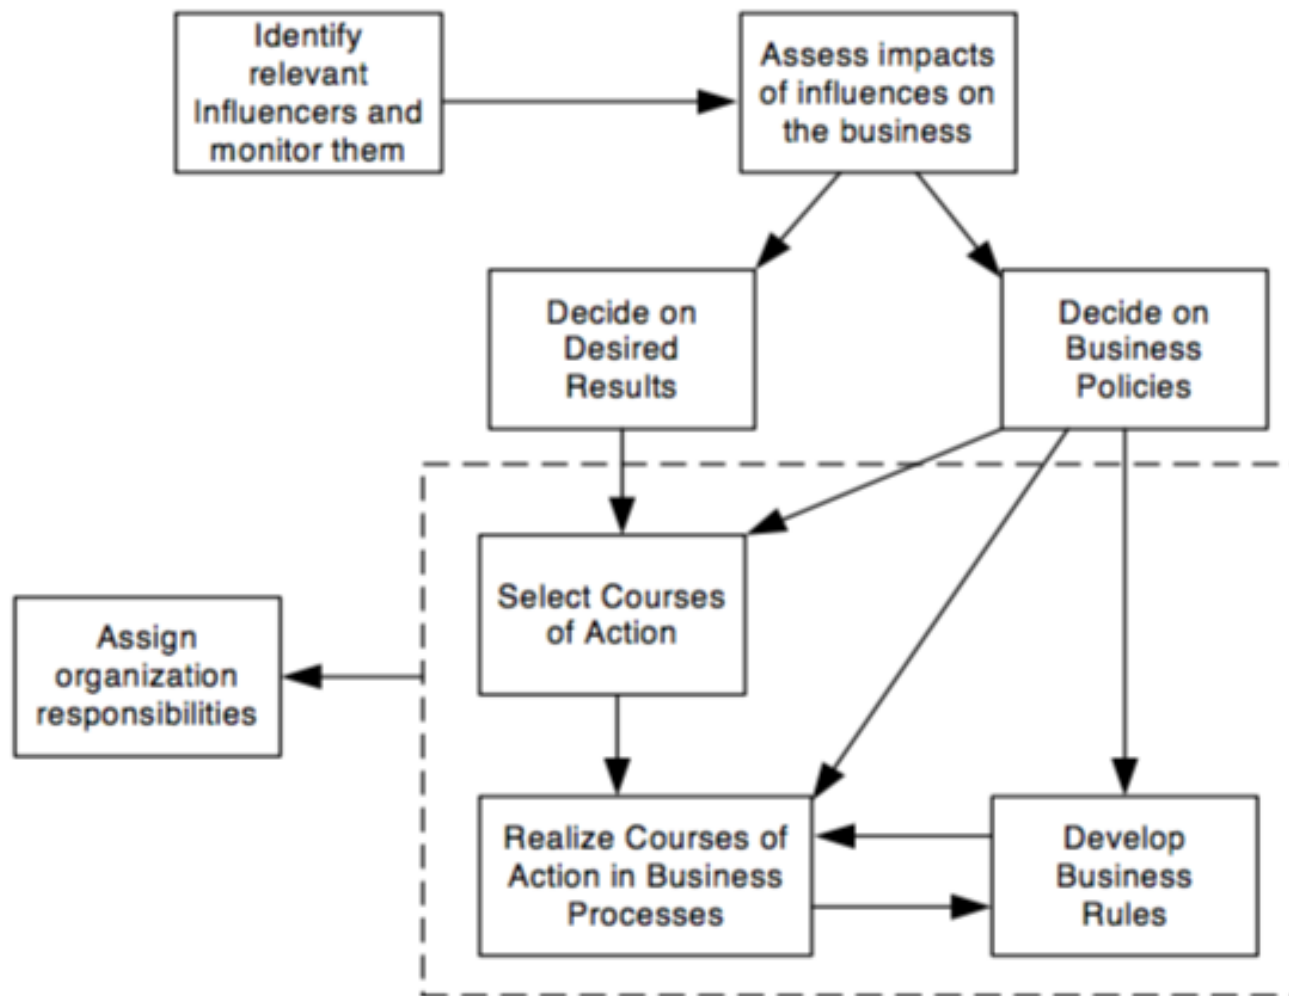 Identify
relevant
Influencers and
monitor them
Assess impacts
of influences on
the business
Decide on
Desired
Results
Decide on
Business
Policies
Select Courses
of Action
Assign
organization
responsibilities
Realize Courses of
Action in Business
Processes
Develop
Business
Rules